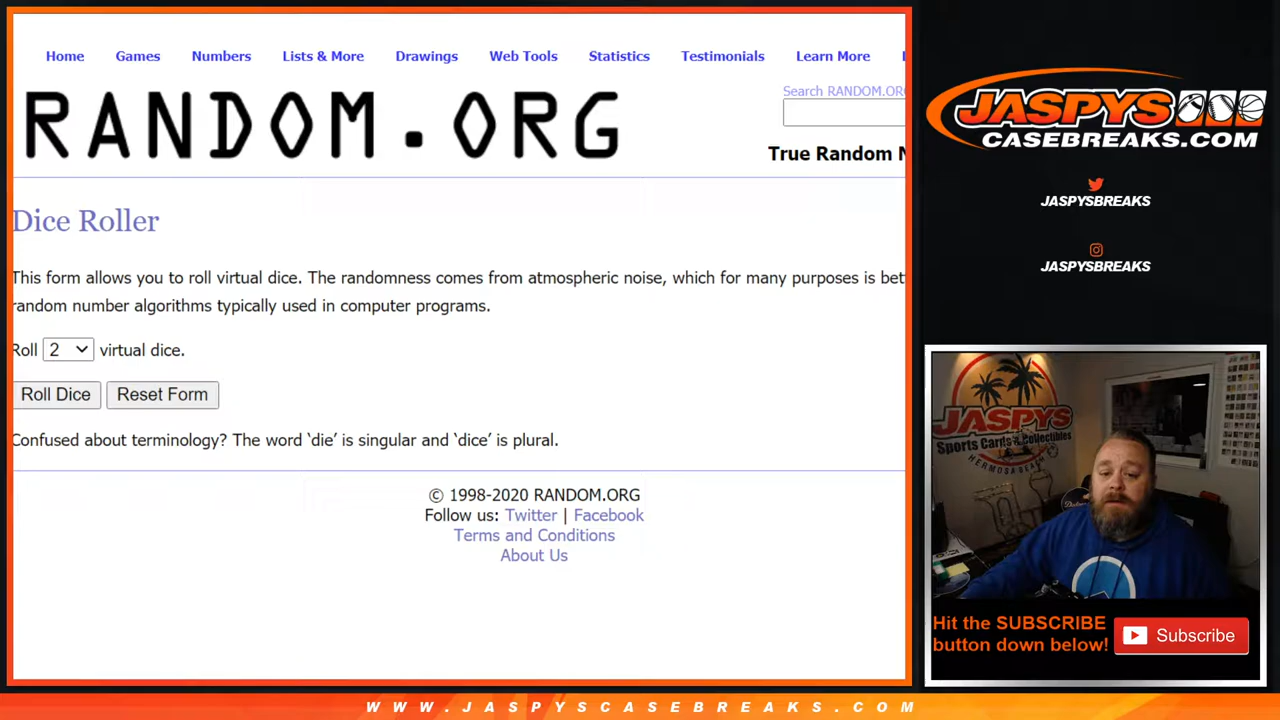 Home Games Numbers Lists & More Drawings Web Tools Statistics Testimonials Learn More
RANDOM.ORG
Search RANDOM.ORG
True Random N
Dice Roller
This form allows you to roll virtual dice. The randomness comes from atmospheric noise, which for many purposes is bet
random number algorithms typically used in computer programs.
Roll 2 virtual dice.
Roll Dice Reset Form
Confused about terminology? The word ‘die’ is singular and ‘dice’ is plural.
© 1998-2020 RANDOM.ORG
Follow us: Twitter | Facebook
Terms and Conditions
About Us
JASPYS
CASEBREAKS.COM
JASPYSBREAKS
JASPYSBREAKS
JASPYS
Sports Cards & Collectibles
HERMOSA BEACH
Hit the SUBSCRIBE
button down below!
Subscribe
WWW.JASPYSCASEBREAKS.COM